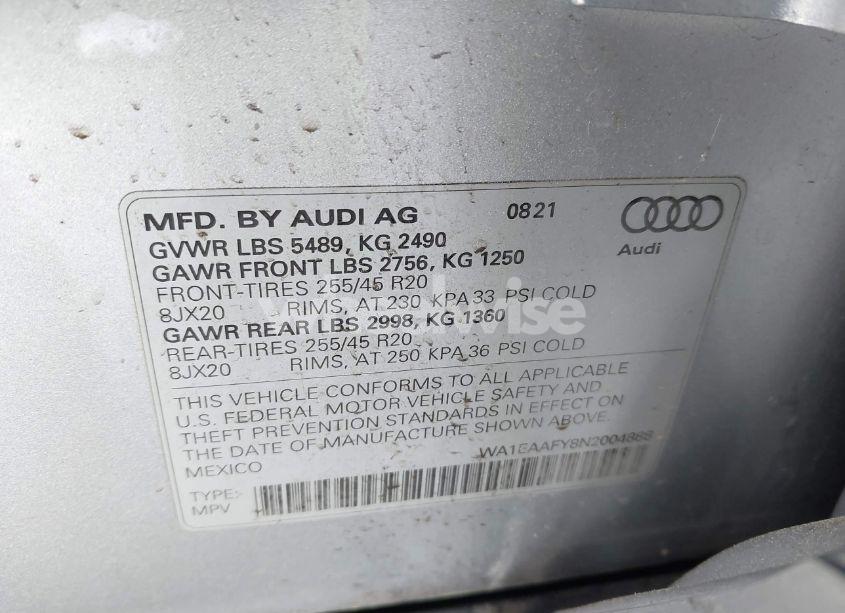 MFD. BY AUDI AG 0821
Audi
GVWR LBS 5489, KG 2490
GAWR FRONT LBS 2756, KG 1250
FRONT-TIRES 255/45 R20
8JX20 RIMS, AT 230 KPA 33 PSI COLD
GAWR REAR LBS 2998, KG 1360
REAR-TIRES 255/45 R20
8JX20 RIMS, AT 250 KPA 36 PSI COLD
THIS VEHICLE CONFORMS TO ALL APPLICABLE
U.S. FEDERAL MOTOR VEHICLE SAFETY AND
THEFT PREVENTION STANDARDS IN EFFECT ON
THE DATE OF MANUFACTURE SHOWN ABOVE.
MEXICO
TYPE:
MPV